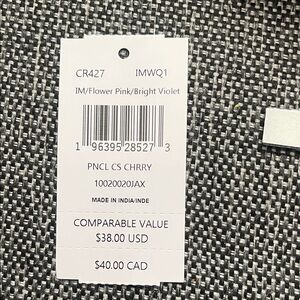 CR427 IMWQ1
IM/Flower Pink/Bright Violet
1 96395 28527 3
PNCL CS CHRRY
10020020JAX
MADE IN INDIA/INDE
COMPARABLE VALUE
$38.00 USD
$40.00 CAD